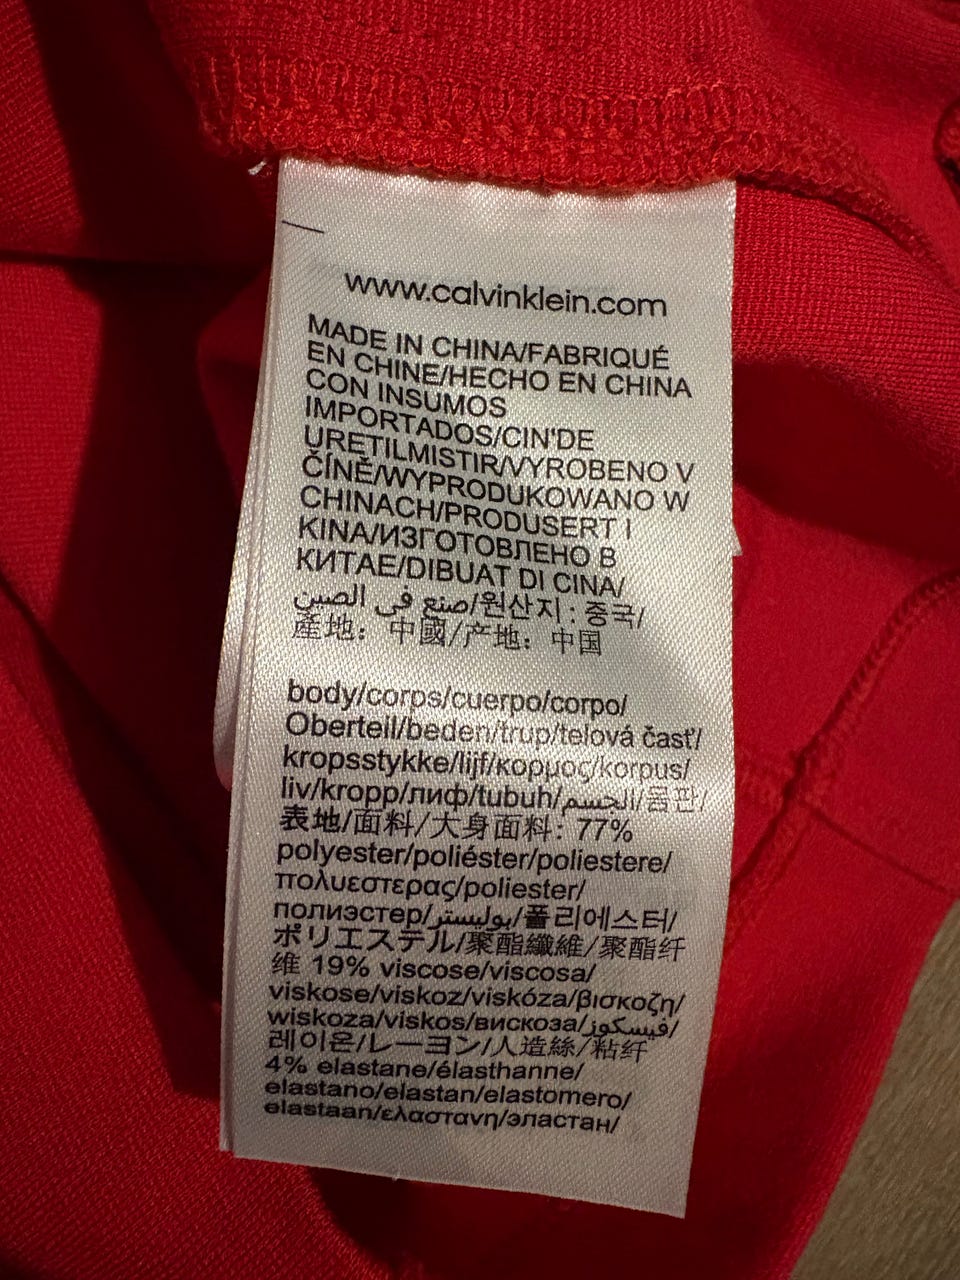 www.calvinklein.com
MADE IN CHINA/FABRIQUÉ
EN CHINE/HECHO EN CHINA
CON INSUMOS
IMPORTADOS/CIN'DE
URETILMISTIR/VYROBENO V
ČÍNĚ/WYPRODUKOWANO W
CHINACH/PRODUSERT I
KINA/ИЗГОТОВЛЕНО В
КИТАЕ/DIBUAT DI CINA/
صنع في الصين/원산지: 중국/
產地: 中國/产地: 中国
body/corps/cuerpo/corpo/
Oberteil/beden/trup/telová časť/
kropsstykke/lijf/κορμος/korpus/
liv/kropp/лиф/tubuh/الجسم/몸판/
表地/面料/大身面料: 77%
polyester/poliéster/poliestere/
πολυεστερας/poliester/
полиэстер/بوليستر/폴리에스터/
ポリエステル/聚酯纖維/聚酯纤
维 19% viscose/viscosa/
viskose/viskoz/viskóza/βισκοζη/
wiskoza/viskos/вискоза/فيسكوز/
레이온/レーヨン/人造絲/粘纤
4% elastane/élasthanne/
elastano/elastan/elastomero/
elastaan/ελαστανη/эластан/